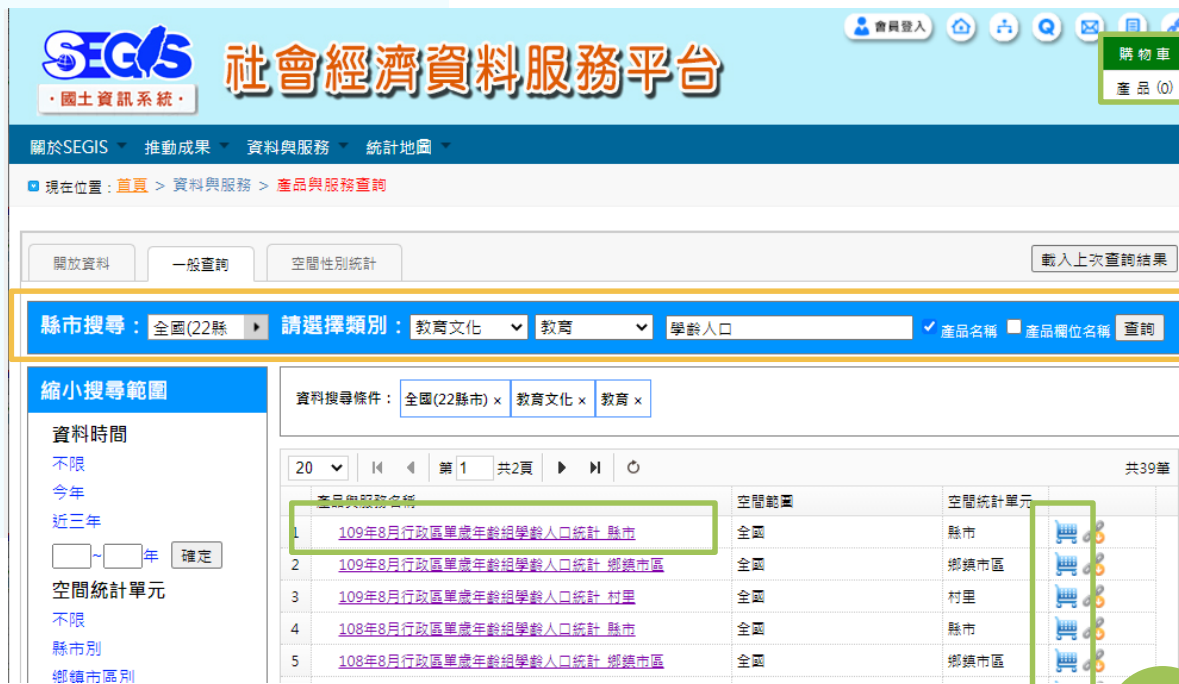 會員登入
SEGIS
社會經濟資料服務平台
‧國土資訊系統‧
購物車
產品(0)
關於SEGIS 推動成果 資料與服務 統計地圖
現在位置：首頁 > 資料與服務 > 產品與服務查詢
開放資料 一般查詢 空間性別統計 載入上次查詢結果
縣市搜尋：全國(22縣 請選擇類別：教育文化 教育 學齡人口 產品名稱 產品欄位名稱 查詢
縮小搜尋範圍
資料時間
不限
今年
近三年
~ 年 確定
空間統計單元
不限
縣市別
鄉鎮市區別
資料搜尋條件： 全國(22縣市) × 教育文化 × 教育 ×
20 第 1 共2頁 共39筆
產品與服務名稱 空間範圍 空間統計單元
1 109年8月行政區單歲年齡組學齡人口統計_縣市 全國 縣市
2 109年8月行政區單歲年齡組學齡人口統計_鄉鎮市區 全國 鄉鎮市區
3 109年8月行政區單歲年齡組學齡人口統計_村里 全國 村里
4 108年8月行政區單歲年齡組學齡人口統計_縣市 全國 縣市
5 108年8月行政區單歲年齡組學齡人口統計_鄉鎮市區 全國 鄉鎮市區